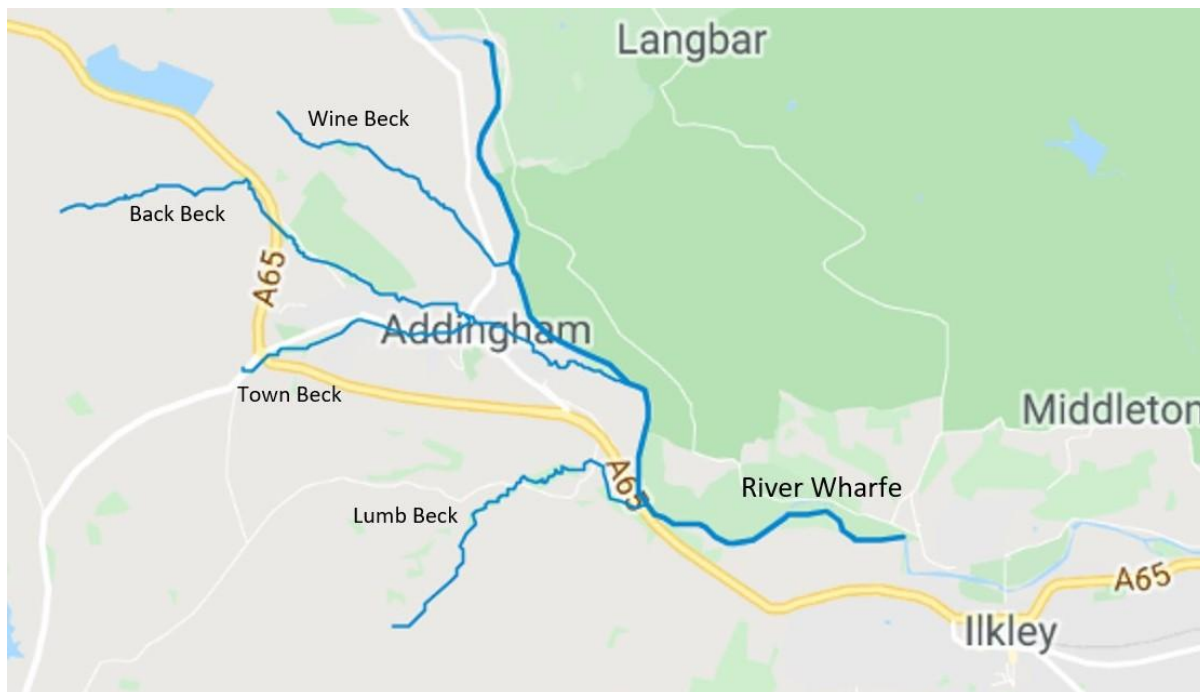 Langbar
Wine Beck
Back Beck
A65
Addingham
Town Beck
Middleton
A65
River Wharfe
Lumb Beck
A65
Ilkley